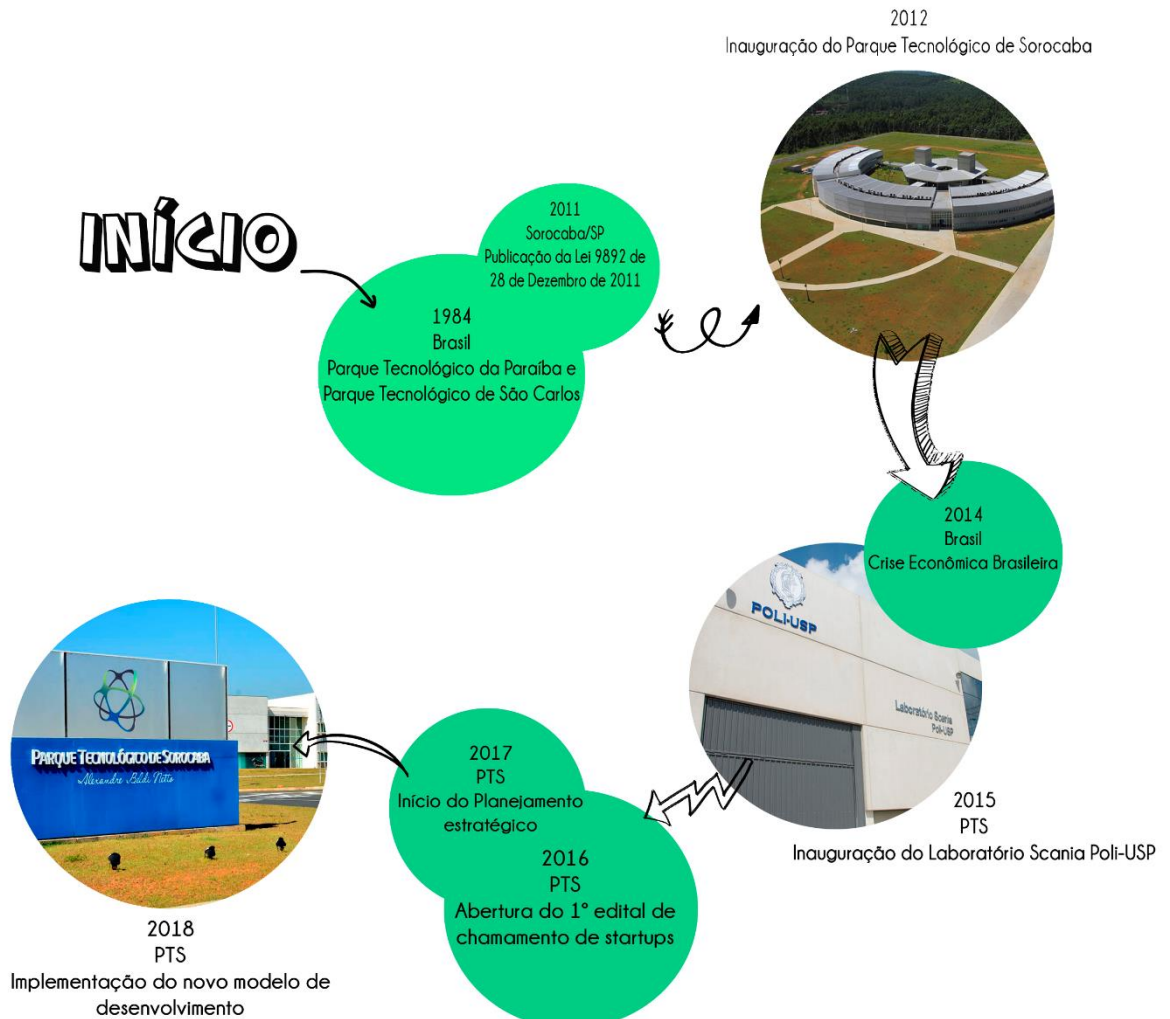 INÍCIO
1984
Brasil
Parque Tecnológico da Paraíba e
Parque Tecnológico de São Carlos
2011
Sorocaba/SP
Publicação da Lei 9892 de
28 de Dezembro de 2011
2012
Inauguração do Parque Tecnológico de Sorocaba
2014
Brasil
Crise Econômica Brasileira
POLI-USP
Laboratório Scania
Poli-USP
2015
PTS
Inauguração do Laboratório Scania Poli-USP
2016
PTS
Abertura do 1° edital de
chamamento de startups
2017
PTS
Início do Planejamento
estratégico
PARQUE TECNOLÓGICO DE SOROCABA
Alexandre Beldi Netto
2018
PTS
Implementação do novo modelo de
desenvolvimento